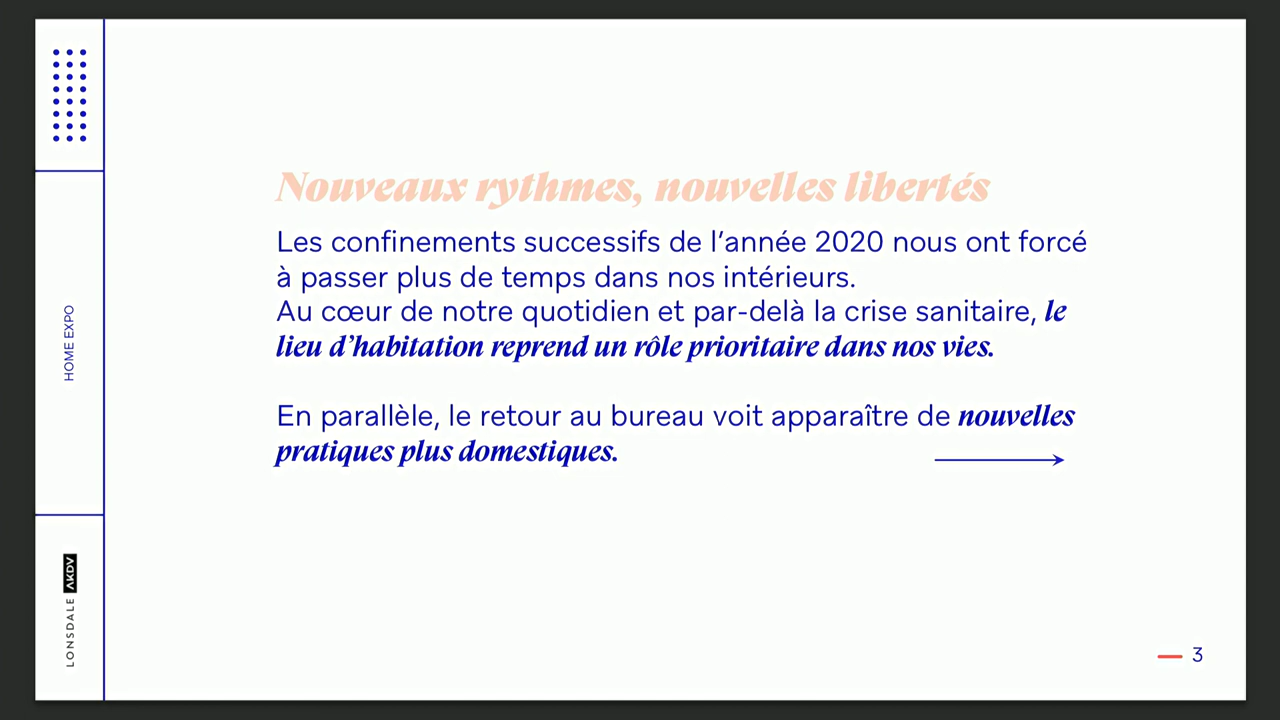 Nouveaux rythmes, nouvelles libertés
Les confinements successifs de l’année 2020 nous ont forcé
à passer plus de temps dans nos intérieurs.
Au cœur de notre quotidien et par-delà la crise sanitaire, le
lieu d’habitation reprend un rôle prioritaire dans nos vies.
En parallèle, le retour au bureau voit apparaître de nouvelles
pratiques plus domestiques.
HOME EXPO
LONSDALE AKDV
3